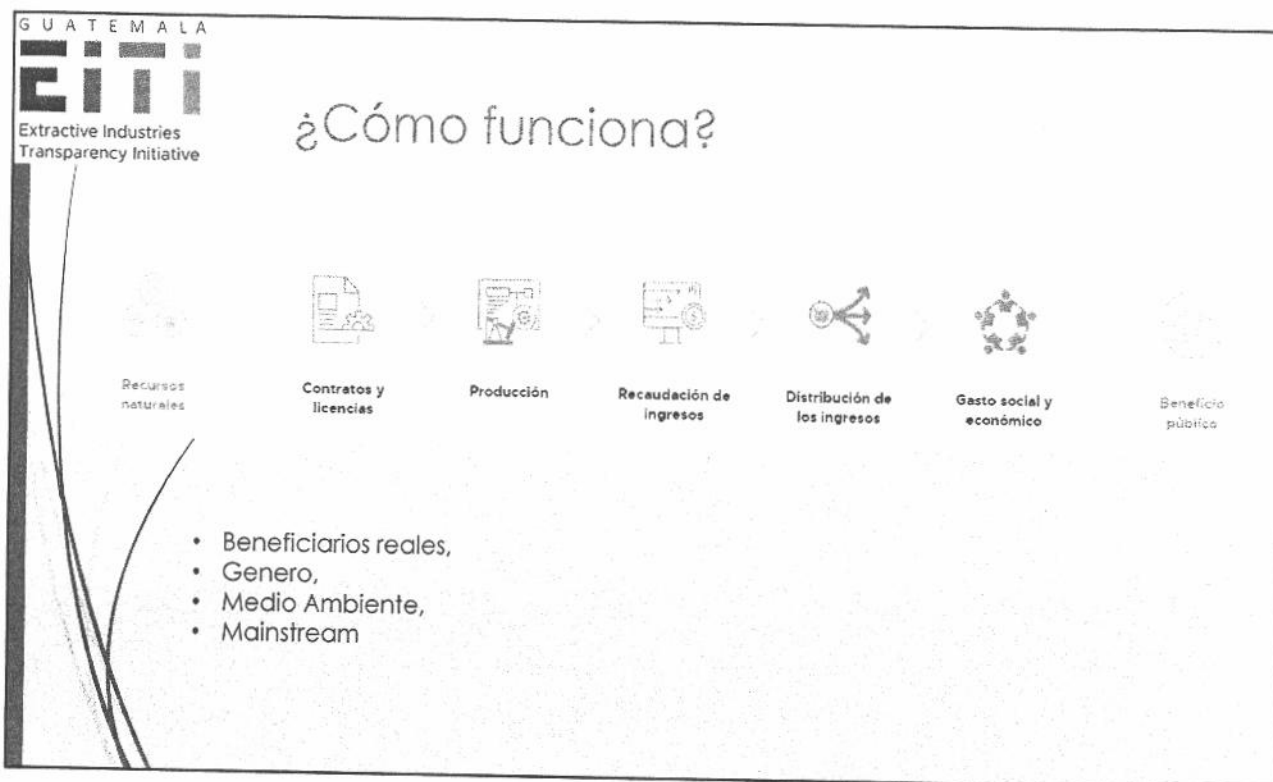 GUATEMALA
EITI
Extractive Industries
Transparency Initiative
¿Cómo funciona?
Recursos
naturales
Contratos y
licencias
Producción
Recaudación de
ingresos
Distribución de
los ingresos
Gasto social y
económico
Beneficio
público
• Beneficiarios reales,
• Genero,
• Medio Ambiente,
• Mainstream